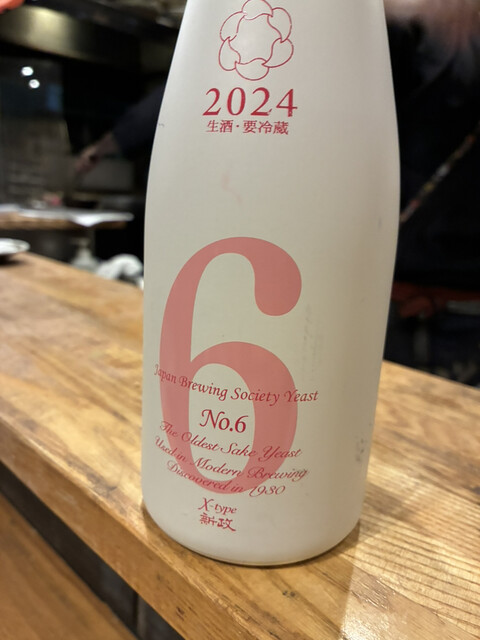 2024
生酒・要冷蔵
6
Japan Brewing Society Yeast
No.6
The Oldest Sake Yeast
Used in Modern Brewing
Discovered in 1930
X-type
新政